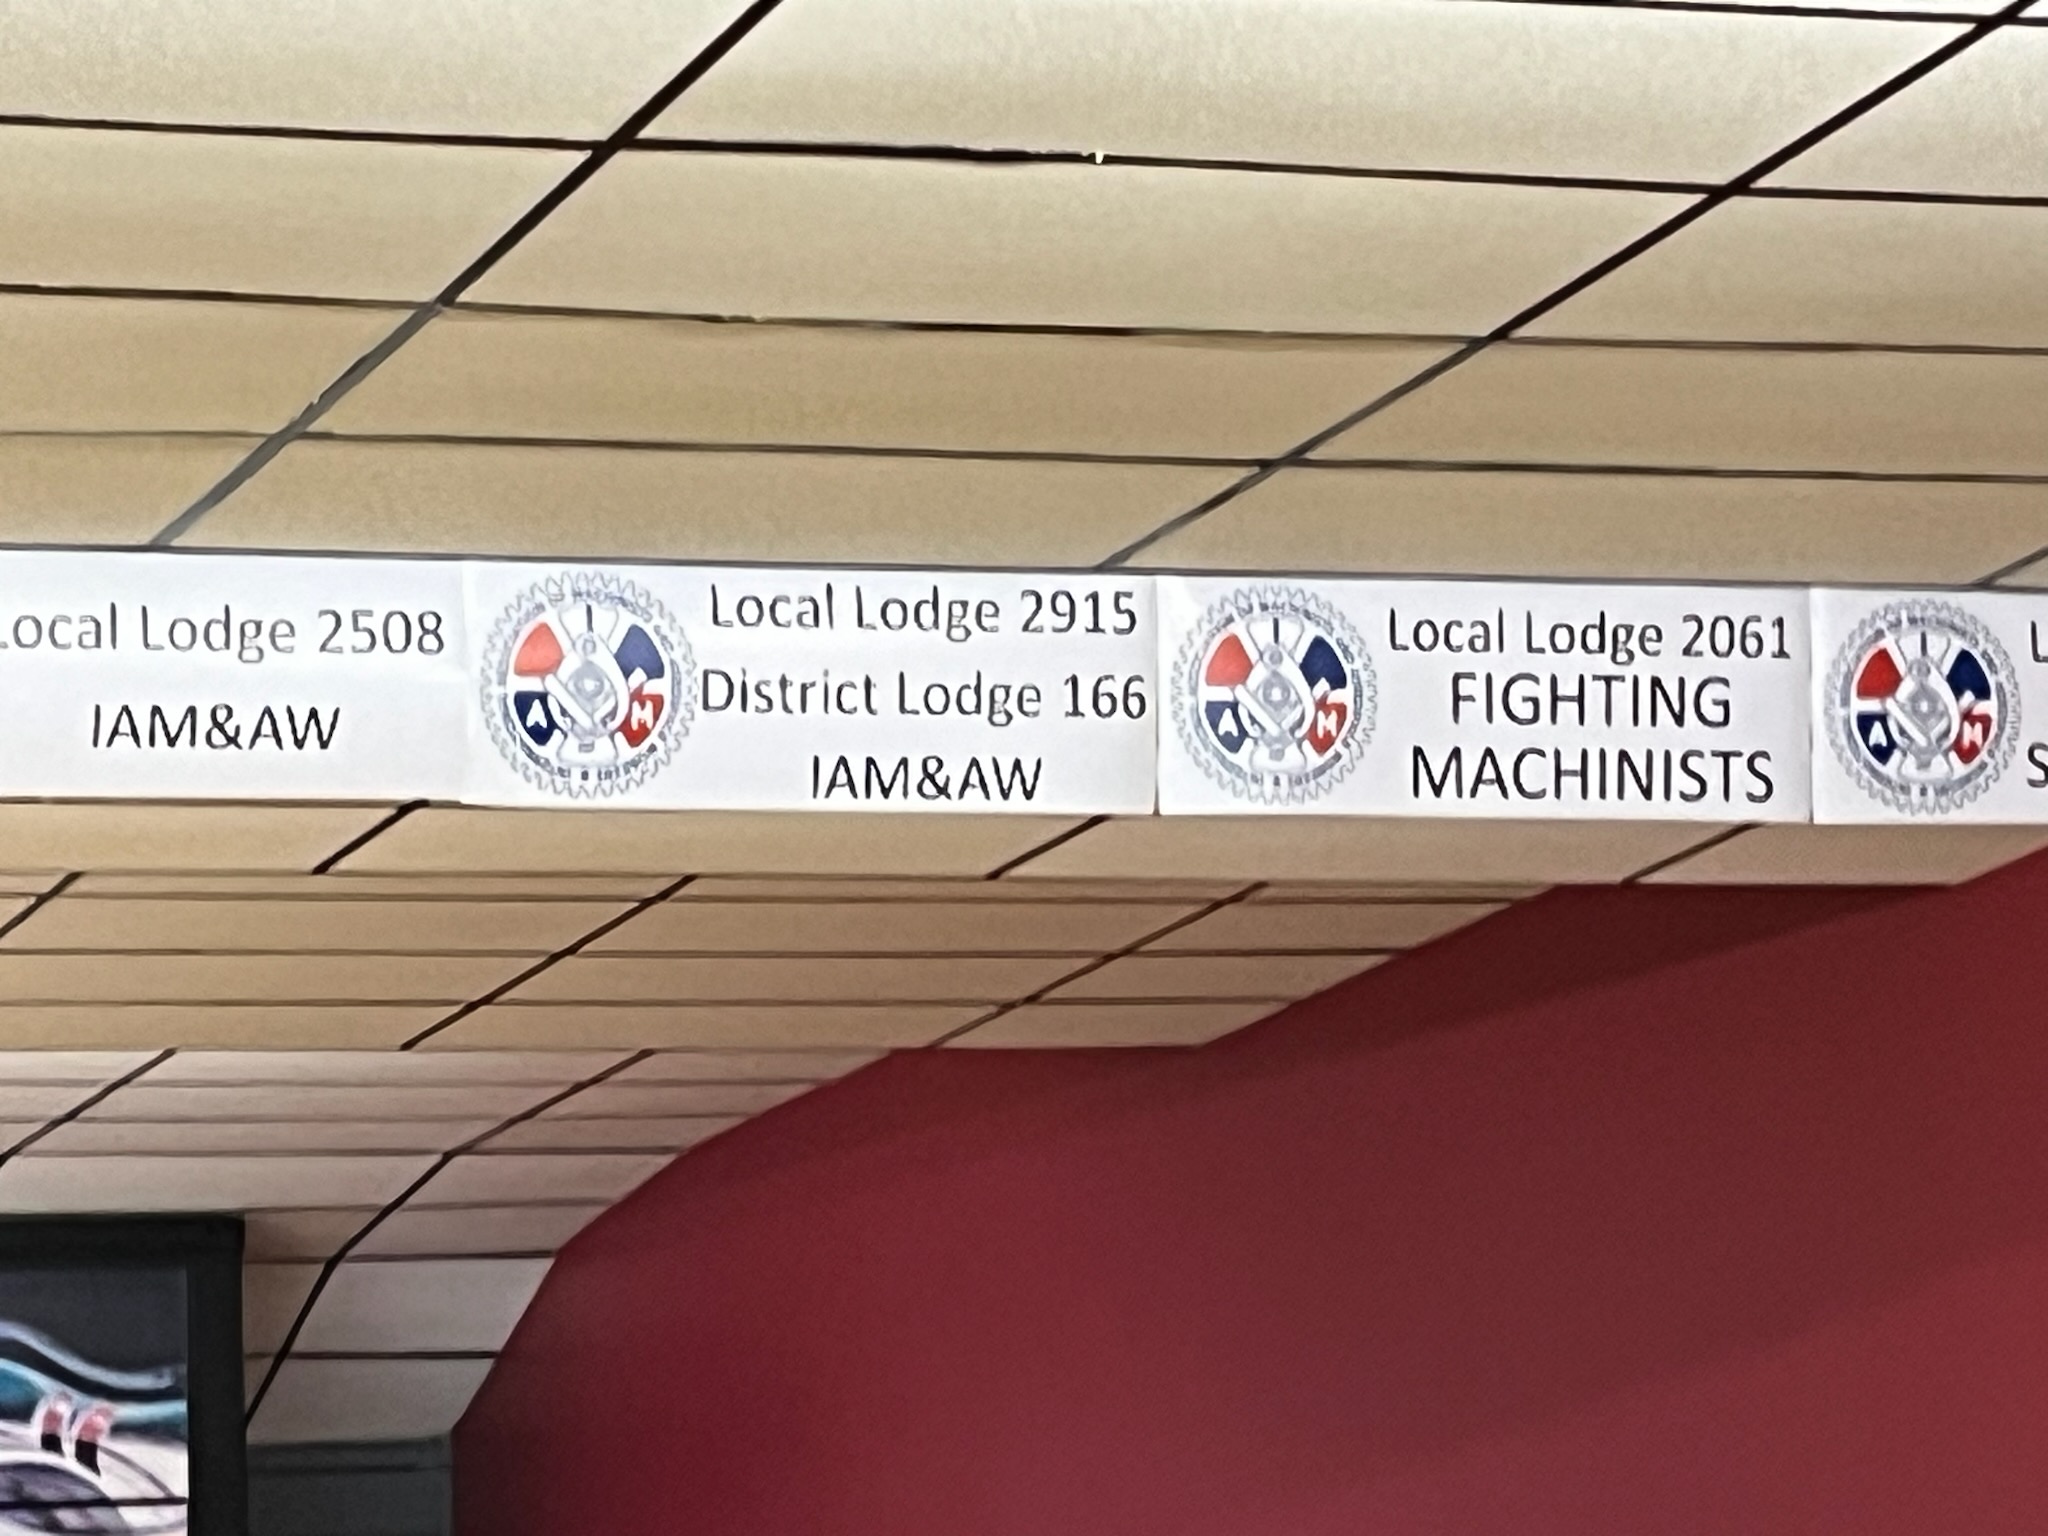 Local Lodge 2508
IAM&AW
I
A
M
Local Lodge 2915
District Lodge 166
IAM&AW
I
A
M
Local Lodge 2061
FIGHTING
MACHINISTS
I
A
M